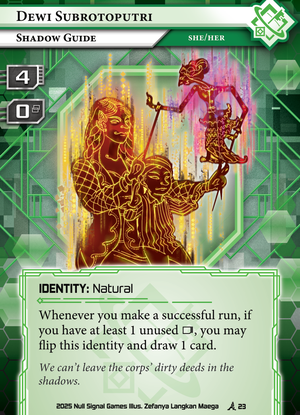 Dewi Subrotoputri
Shadow Guide
she/her
4
0
IDENTITY: Natural
Whenever you make a successful run, if
you have at least 1 unused , you may
flip this identity and draw 1 card.
We can't leave the corps' dirty deeds in the
shadows.
2025 Null Signal Games Illus. Zefanya Langkan Maega 23